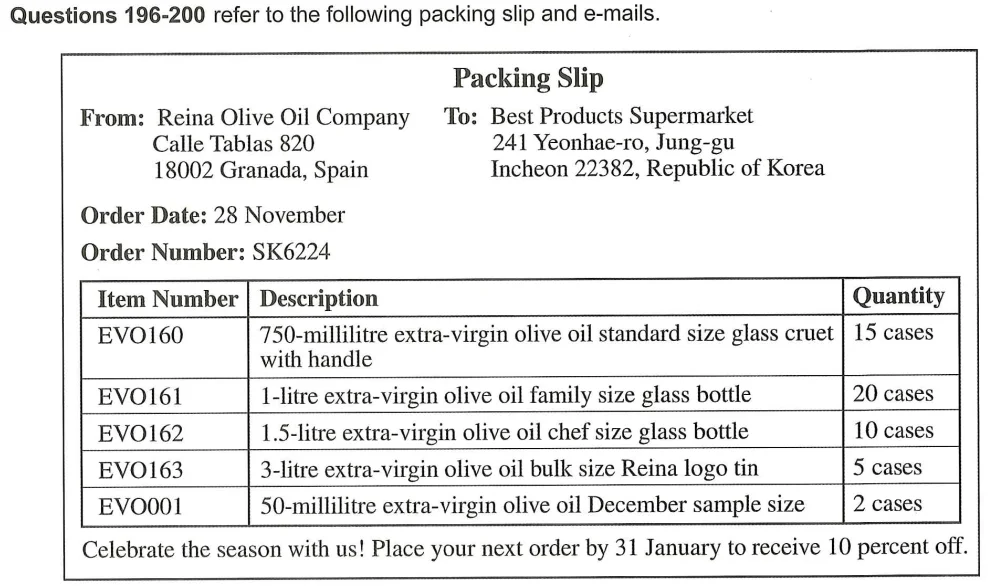 Questions 196-200 refer to the following packing slip and e-mails.
Packing Slip
From: Reina Olive Oil Company
Calle Tablas 820
18002 Granada, Spain
To: Best Products Supermarket
241 Yeonhae-ro, Jung-gu
Incheon 22382, Republic of Korea
Order Date: 28 November
Order Number: SK6224
Item Number Description Quantity
EVO160 750-millilitre extra-virgin olive oil standard size glass cruet 15 cases
with handle
EVO161 1-litre extra-virgin olive oil family size glass bottle 20 cases
EVO162 1.5-litre extra-virgin olive oil chef size glass bottle 10 cases
EVO163 3-litre extra-virgin olive oil bulk size Reina logo tin 5 cases
EVO001 50-millilitre extra-virgin olive oil December sample size 2 cases
Celebrate the season with us! Place your next order by 31 January to receive 10 percent off.